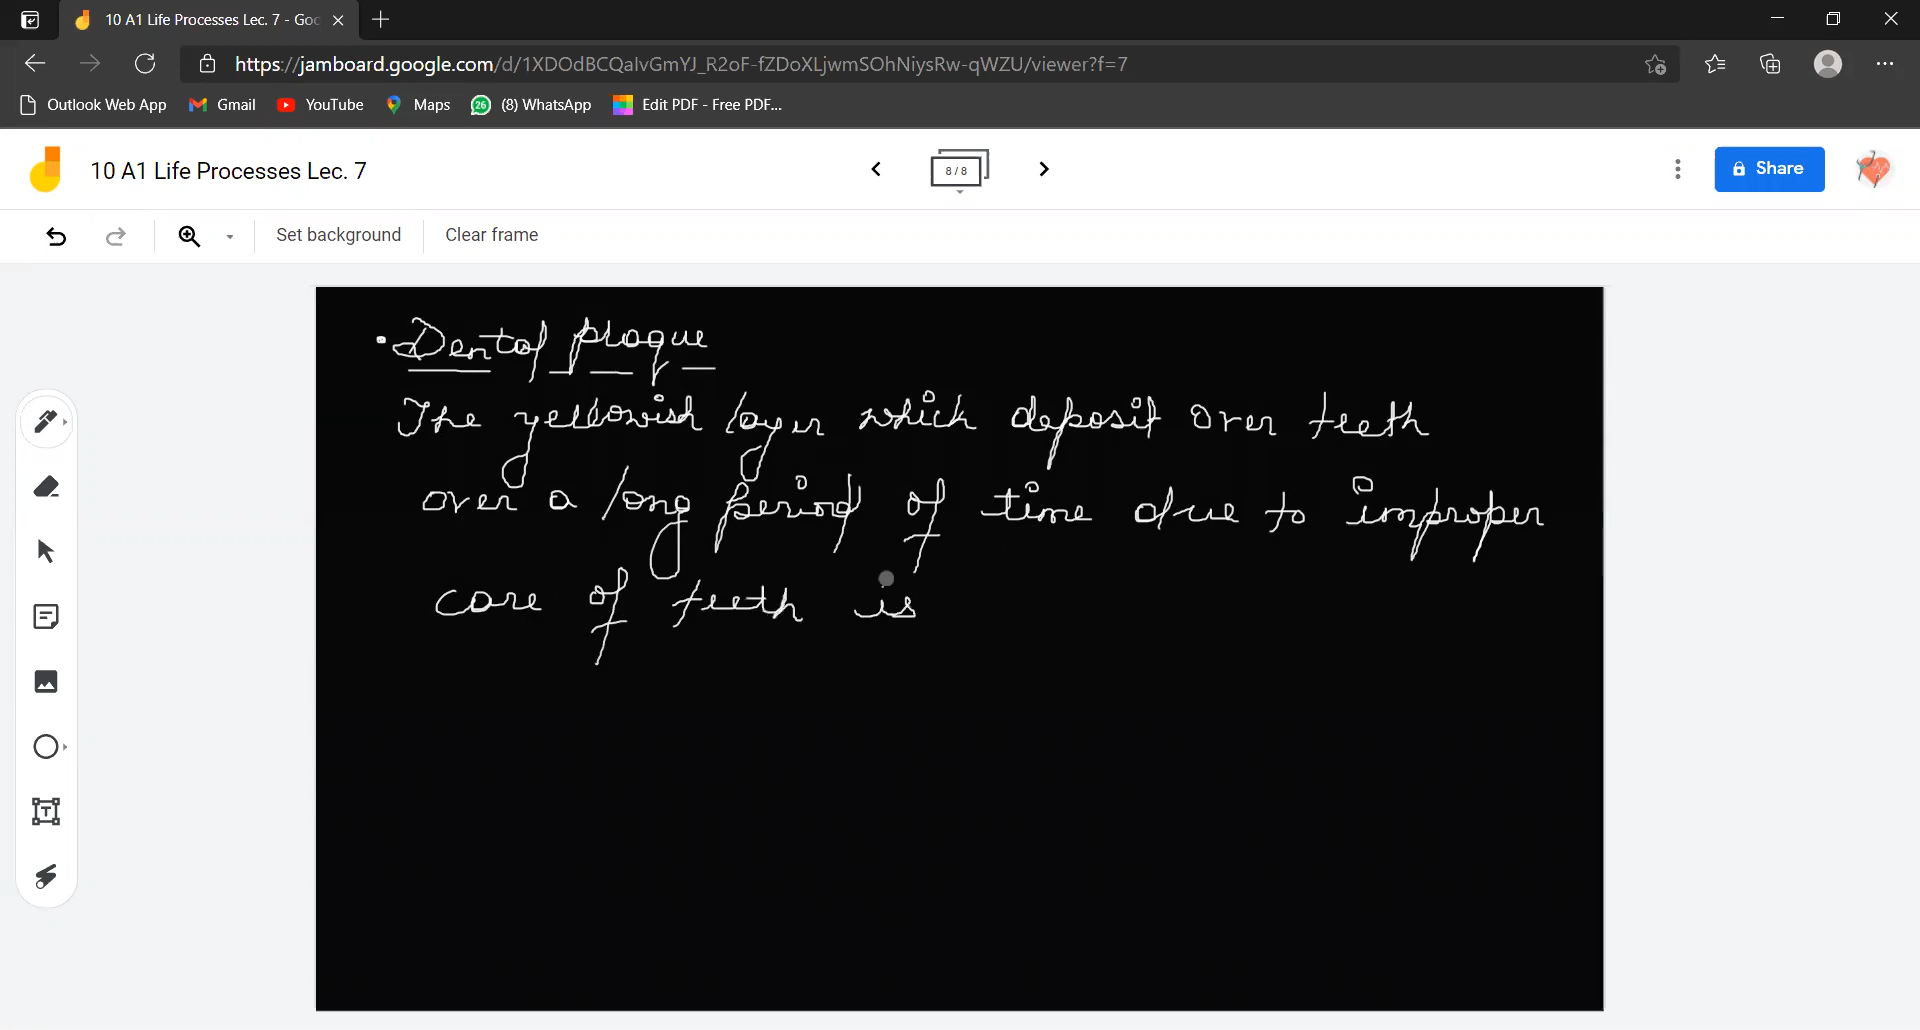 10 A1 Life Processes Lec. 7 - Goo
https://jamboard.google.com/d/1XDOdBCQaIvGmYJ_R2oF-fZDoXLjwmSOhNiysRw-qWZU/viewer?f=7
Outlook Web App Gmail YouTube Maps 26 (8) WhatsApp Edit PDF - Free PDF...
10 A1 Life Processes Lec. 7 8 / 8 Share
Set background Clear frame
• Dental plaque
The yellowish layer which deposit over teeth
over a long period of time due to improper
care of teeth is